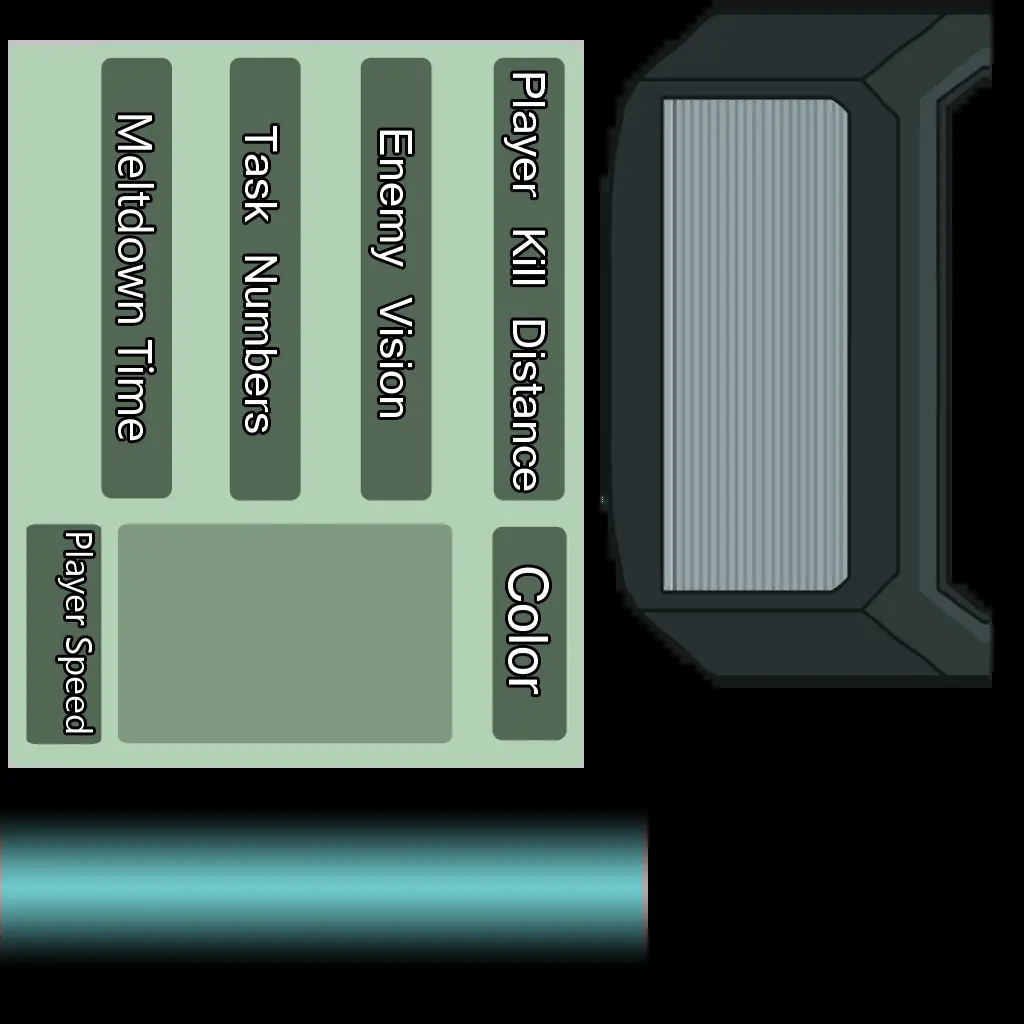 Player Kill Distance
Color
Enemy Vision
Task Numbers
Meltdown Time
Player Speed